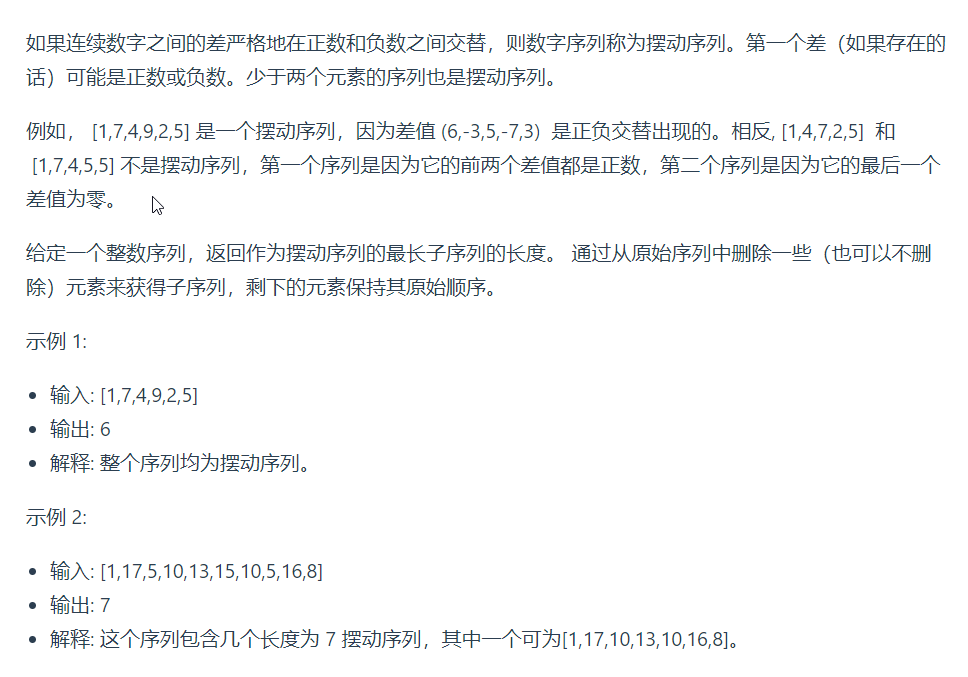 如果连续数字之间的差严格地在正数和负数之间交替，则数字序列称为摆动序列。第一个差（如果存在的
话）可能是正数或负数。少于两个元素的序列也是摆动序列。
例如， [1,7,4,9,2,5] 是一个摆动序列，因为差值 (6,-3,5,-7,3)  是正负交替出现的。相反, [1,4,7,2,5]  和
[1,7,4,5,5] 不是摆动序列，第一个序列是因为它的前两个差值都是正数，第二个序列是因为它的最后一个
差值为零。
给定一个整数序列，返回作为摆动序列的最长子序列的长度。 通过从原始序列中删除一些（也可以不删
除）元素来获得子序列，剩下的元素保持其原始顺序。
示例 1:
• 输入: [1,7,4,9,2,5]
• 输出: 6
• 解释: 整个序列均为摆动序列。
示例 2:
• 输入: [1,17,5,10,13,15,10,5,16,8]
• 输出: 7
• 解释: 这个序列包含几个长度为 7 摆动序列，其中一个可为[1,17,10,13,10,16,8]。